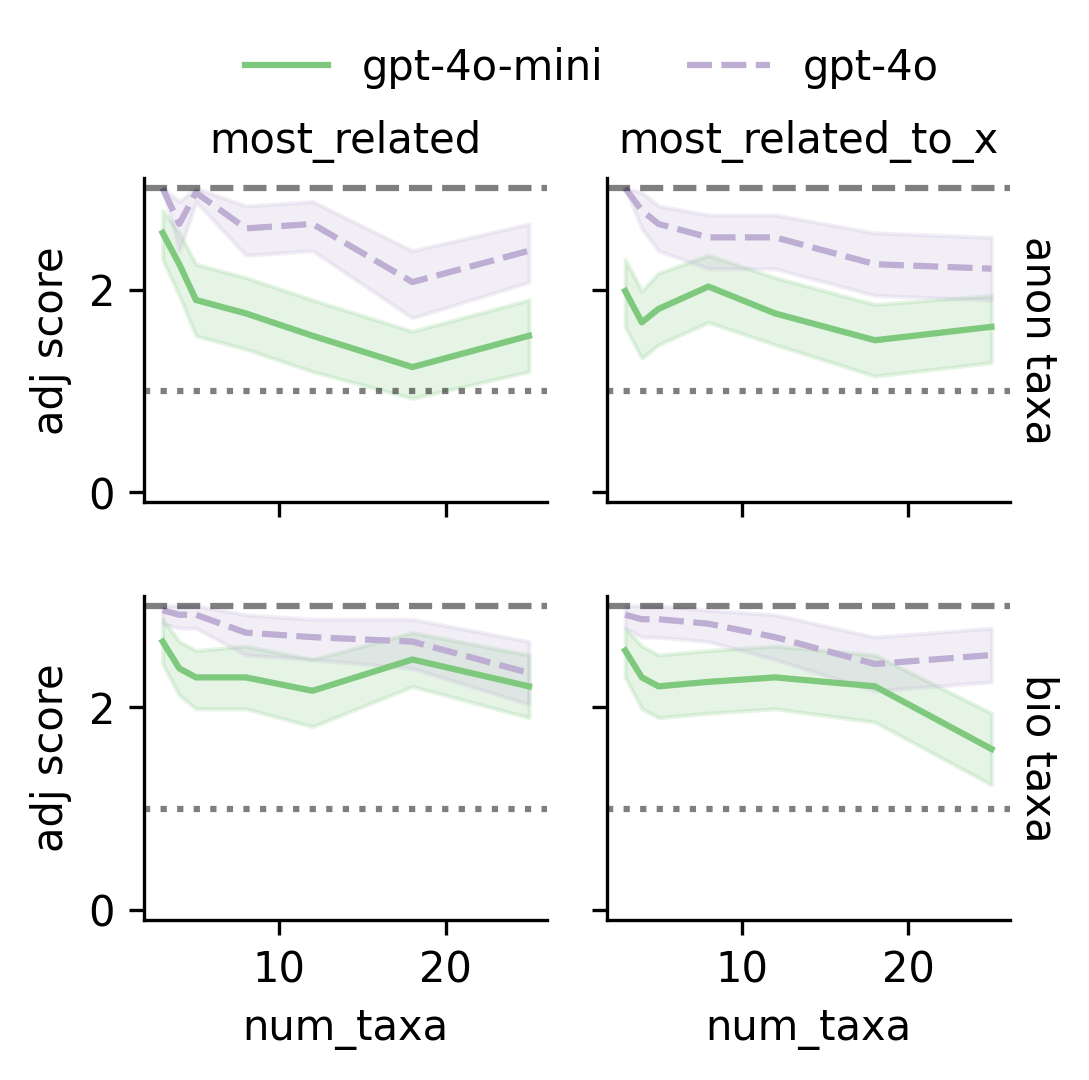 gpt-4o-mini gpt-4o
most_related most_related_to_x
adj score
2
0
anon taxa
adj score
2
0
bio taxa
10 20 10 20
num_taxa num_taxa